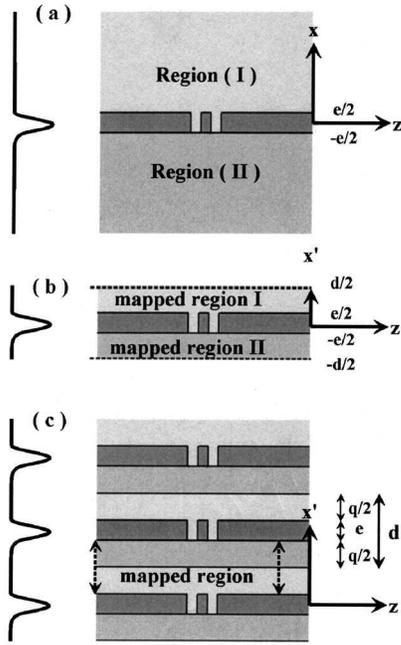 ( a )
x
Region ( I )
e/2
z
-e/2
Region ( II )
x'
( b )
d/2
mapped region I
e/2
z
-e/2
mapped region II
-d/2
( c )
x'
q/2
e
d
q/2
mapped region
z